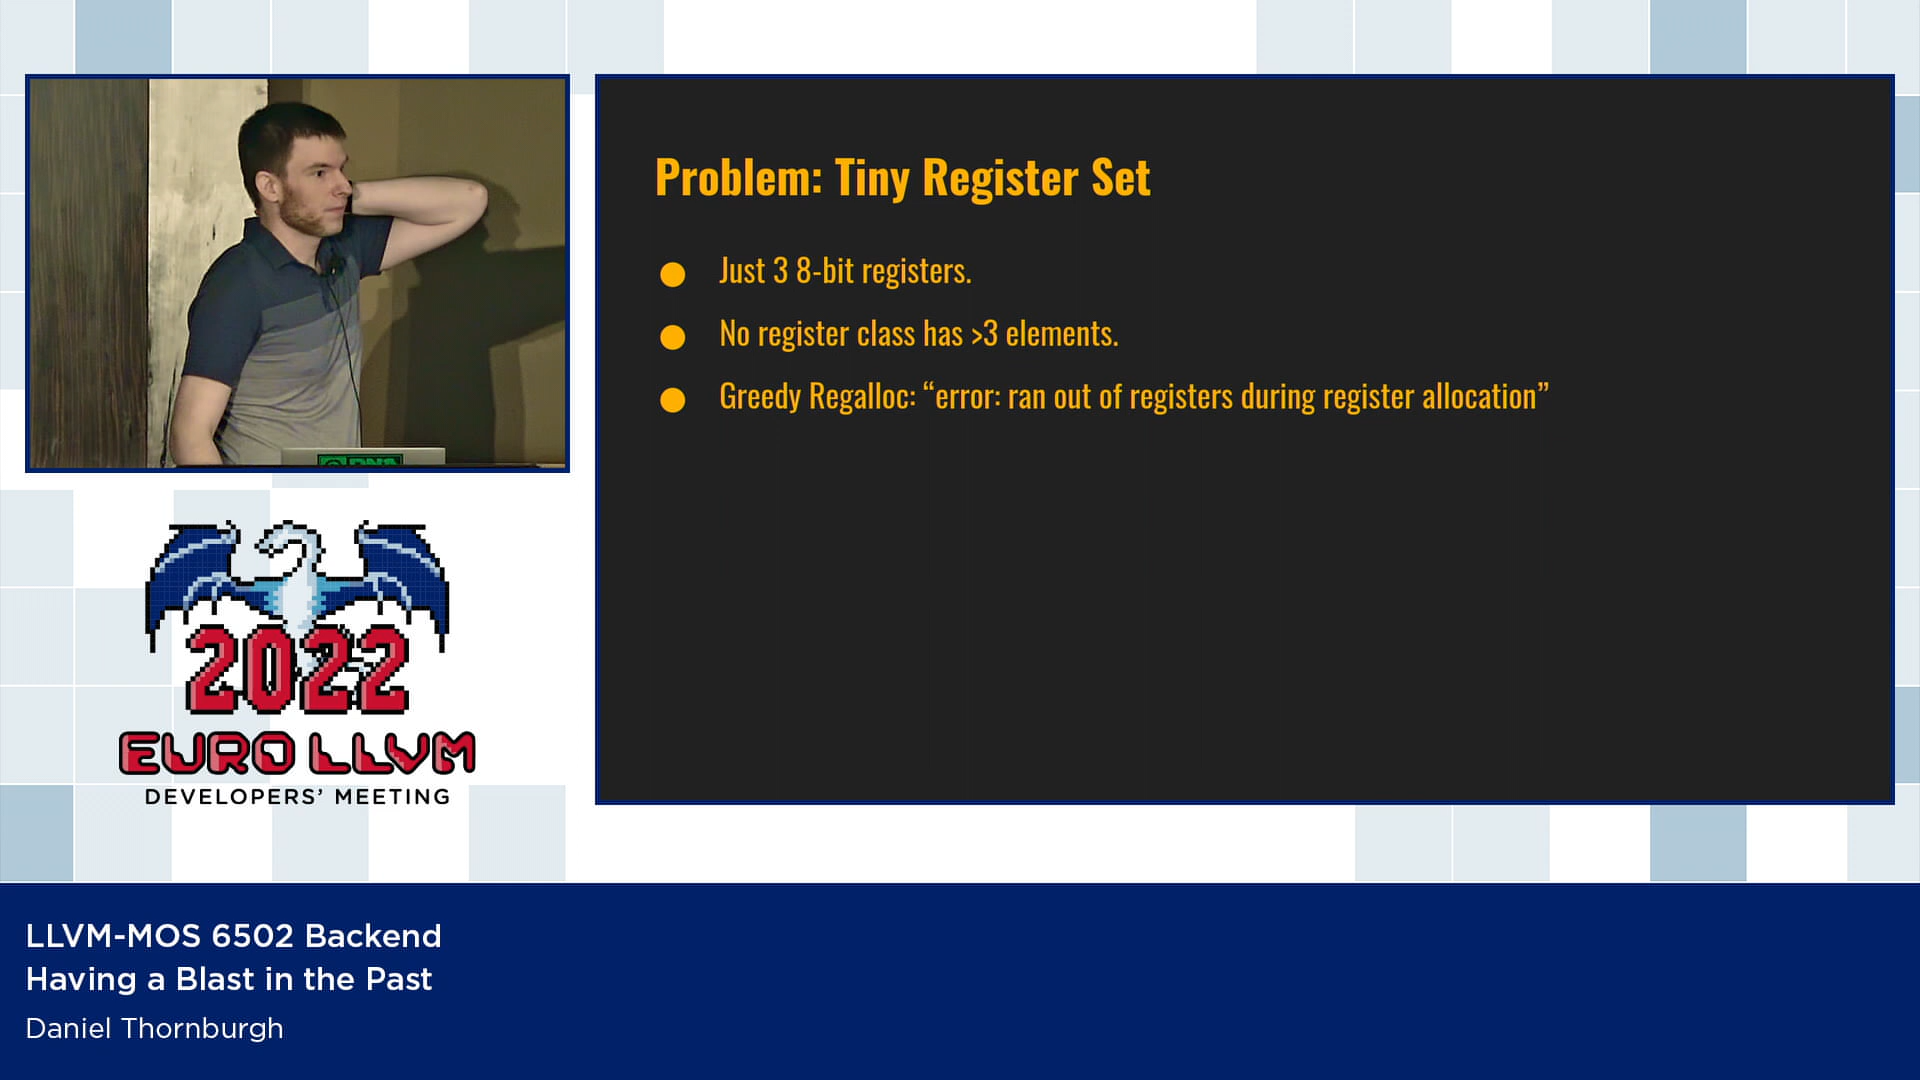 Problem: Tiny Register Set
Just 3 8-bit registers.
No register class has >3 elements.
Greedy Regalloc: “error: ran out of registers during register allocation”
2022
EURO LLVM
DEVELOPERS’ MEETING
LLVM-MOS 6502 Backend
Having a Blast in the Past
Daniel Thornburgh